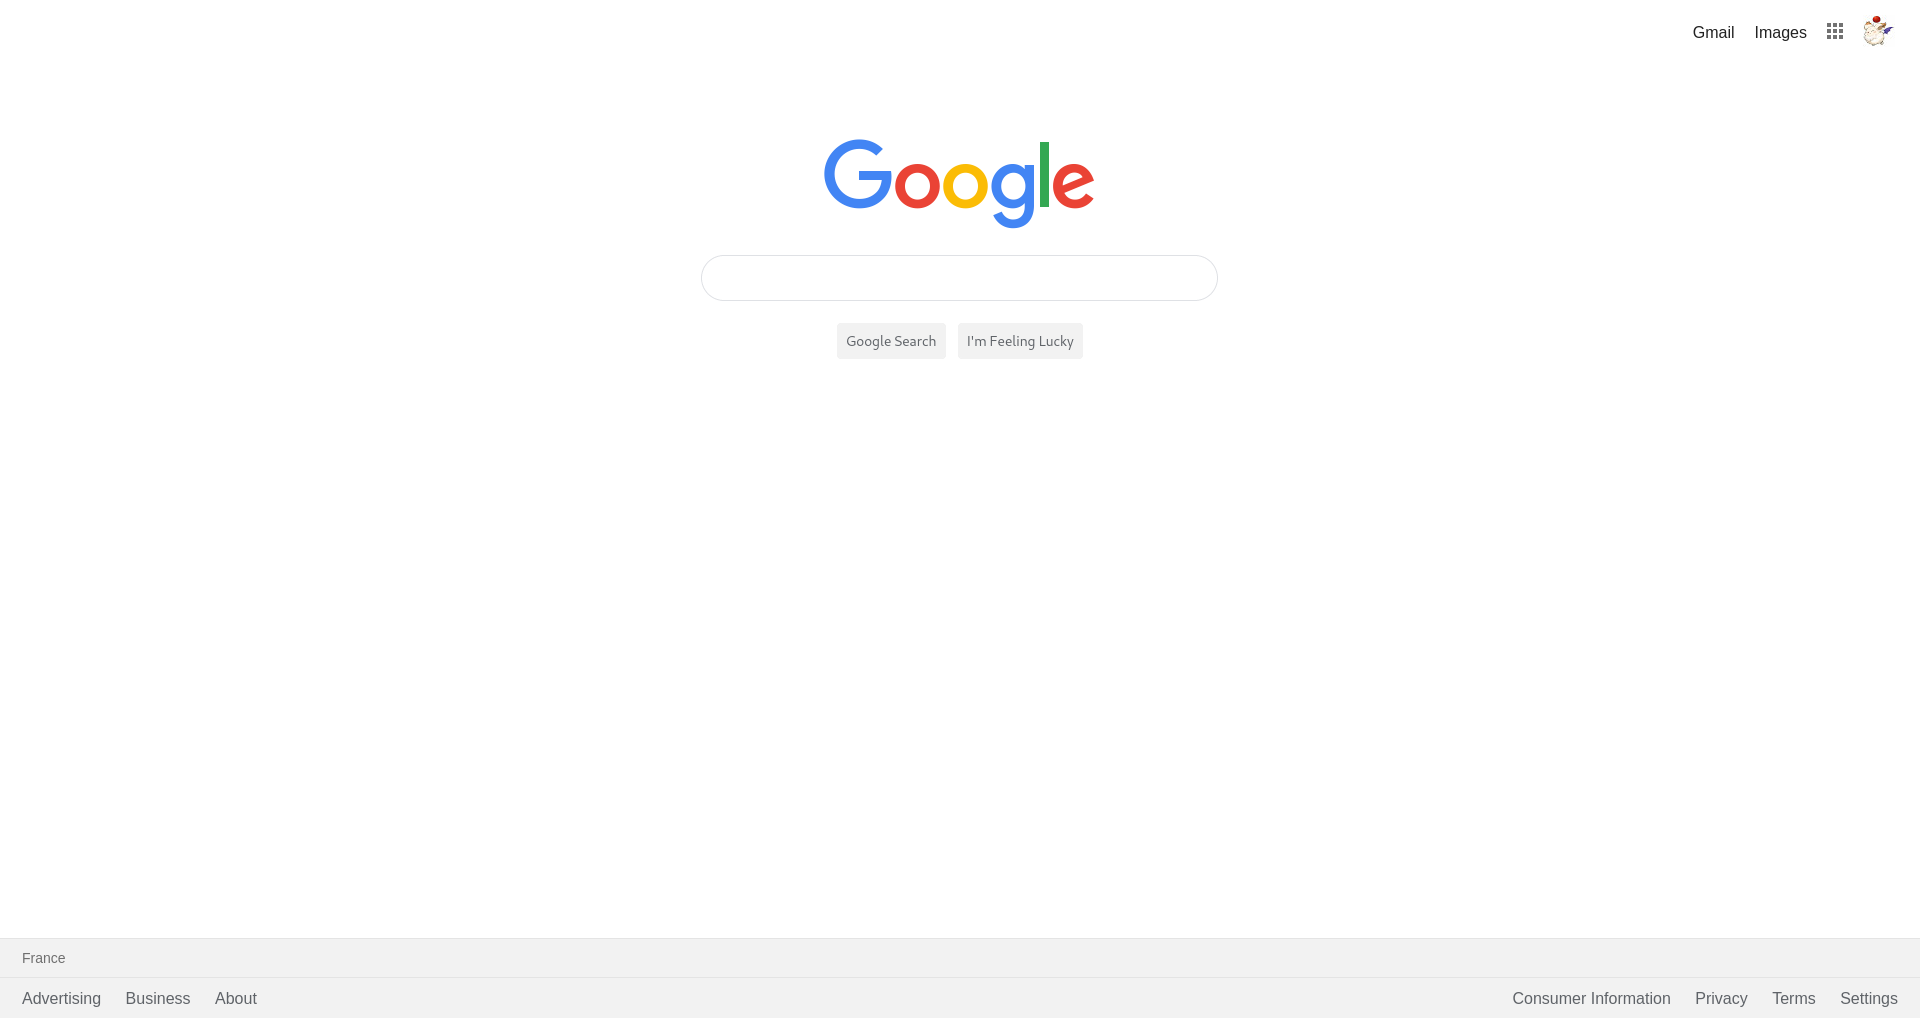 Gmail Images
Google
Google Search I'm Feeling Lucky
France
Advertising Business About Consumer Information Privacy Terms Settings